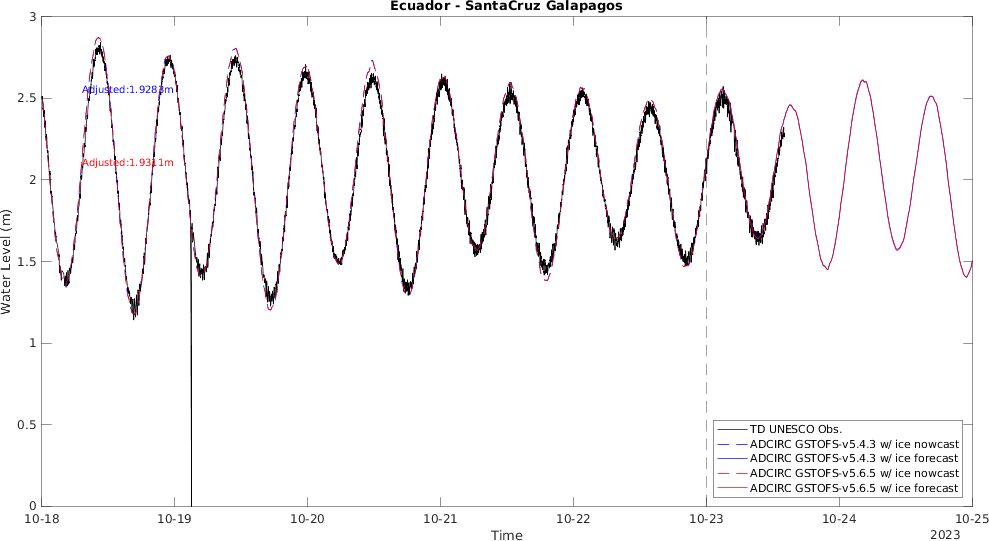 Ecuador - SantaCruz Galapagos
3
2.5
2
1.5
1
0.5
0
Water Level (m)
Adjusted:1.9283m
Adjusted:1.9311m
TD UNESCO Obs.
ADCIRC GSTOFS-v5.4.3 w/ ice nowcast
ADCIRC GSTOFS-v5.4.3 w/ ice forecast
ADCIRC GSTOFS-v5.6.5 w/ ice nowcast
ADCIRC GSTOFS-v5.6.5 w/ ice forecast
10-18 10-19 10-20 10-21 10-22 10-23 10-24 10-25
Time
2023